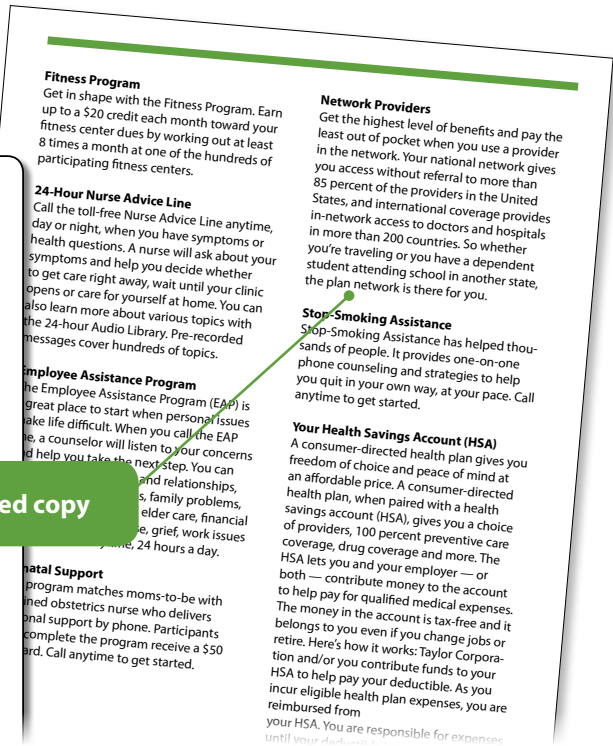 Fitness Program
Get in shape with the Fitness Program. Earn
up to a $20 credit each month toward your
fitness center dues by working out at least
8 times a month at one of the hundreds of
participating fitness centers.
24-Hour Nurse Advice Line
Call the toll-free Nurse Advice Line anytime,
day or night, when you have symptoms or
health questions. A nurse will ask about your
symptoms and help you decide whether
to get care right away, wait until your clinic
opens or care for yourself at home. You can
also learn more about various topics with
the 24-hour Audio Library. Pre-recorded
messages cover hundreds of topics.
Employee Assistance Program
The Employee Assistance Program (EAP) is
great place to start when personal issues
make life difficult. When you call the EAP
a counselor will listen to your concerns
help you take the next step. You can
and relationships,
family problems,
elder care, financial
grief, work issues
24 hours a day.
Support
program matches moms-to-be with
obstetrics nurse who delivers
support by phone. Participants
complete the program receive a $50
Call anytime to get started.
ed copy
Network Providers
Get the highest level of benefits and pay the
least out of pocket when you use a provider
in the network. Your national network gives
you access without referral to more than
85 percent of the providers in the United
States, and international coverage provides
in-network access to doctors and hospitals
in more than 200 countries. So whether
you're traveling or you have a dependent
student attending school in another state,
the plan network is there for you.
Stop-Smoking Assistance
Stop-Smoking Assistance has helped thou-
sands of people. It provides one-on-one
phone counseling and strategies to help
you quit in your own way, at your pace. Call
anytime to get started.
Your Health Savings Account (HSA)
A consumer-directed health plan gives you
freedom of choice and peace of mind at
an affordable price. A consumer-directed
health plan, when paired with a health
savings account (HSA), gives you a choice
of providers, 100 percent preventive care
coverage, drug coverage and more. The
HSA lets you and your employer — or
both — contribute money to the account
to help pay for qualified medical expenses.
The money in the account is tax-free and it
belongs to you even if you change jobs or
retire. Here's how it works: Taylor Corpora-
tion and/or you contribute funds to your
HSA to help pay your deductible. As you
incur eligible health plan expenses, you are
reimbursed from
your HSA. You are responsible for expenses
until your